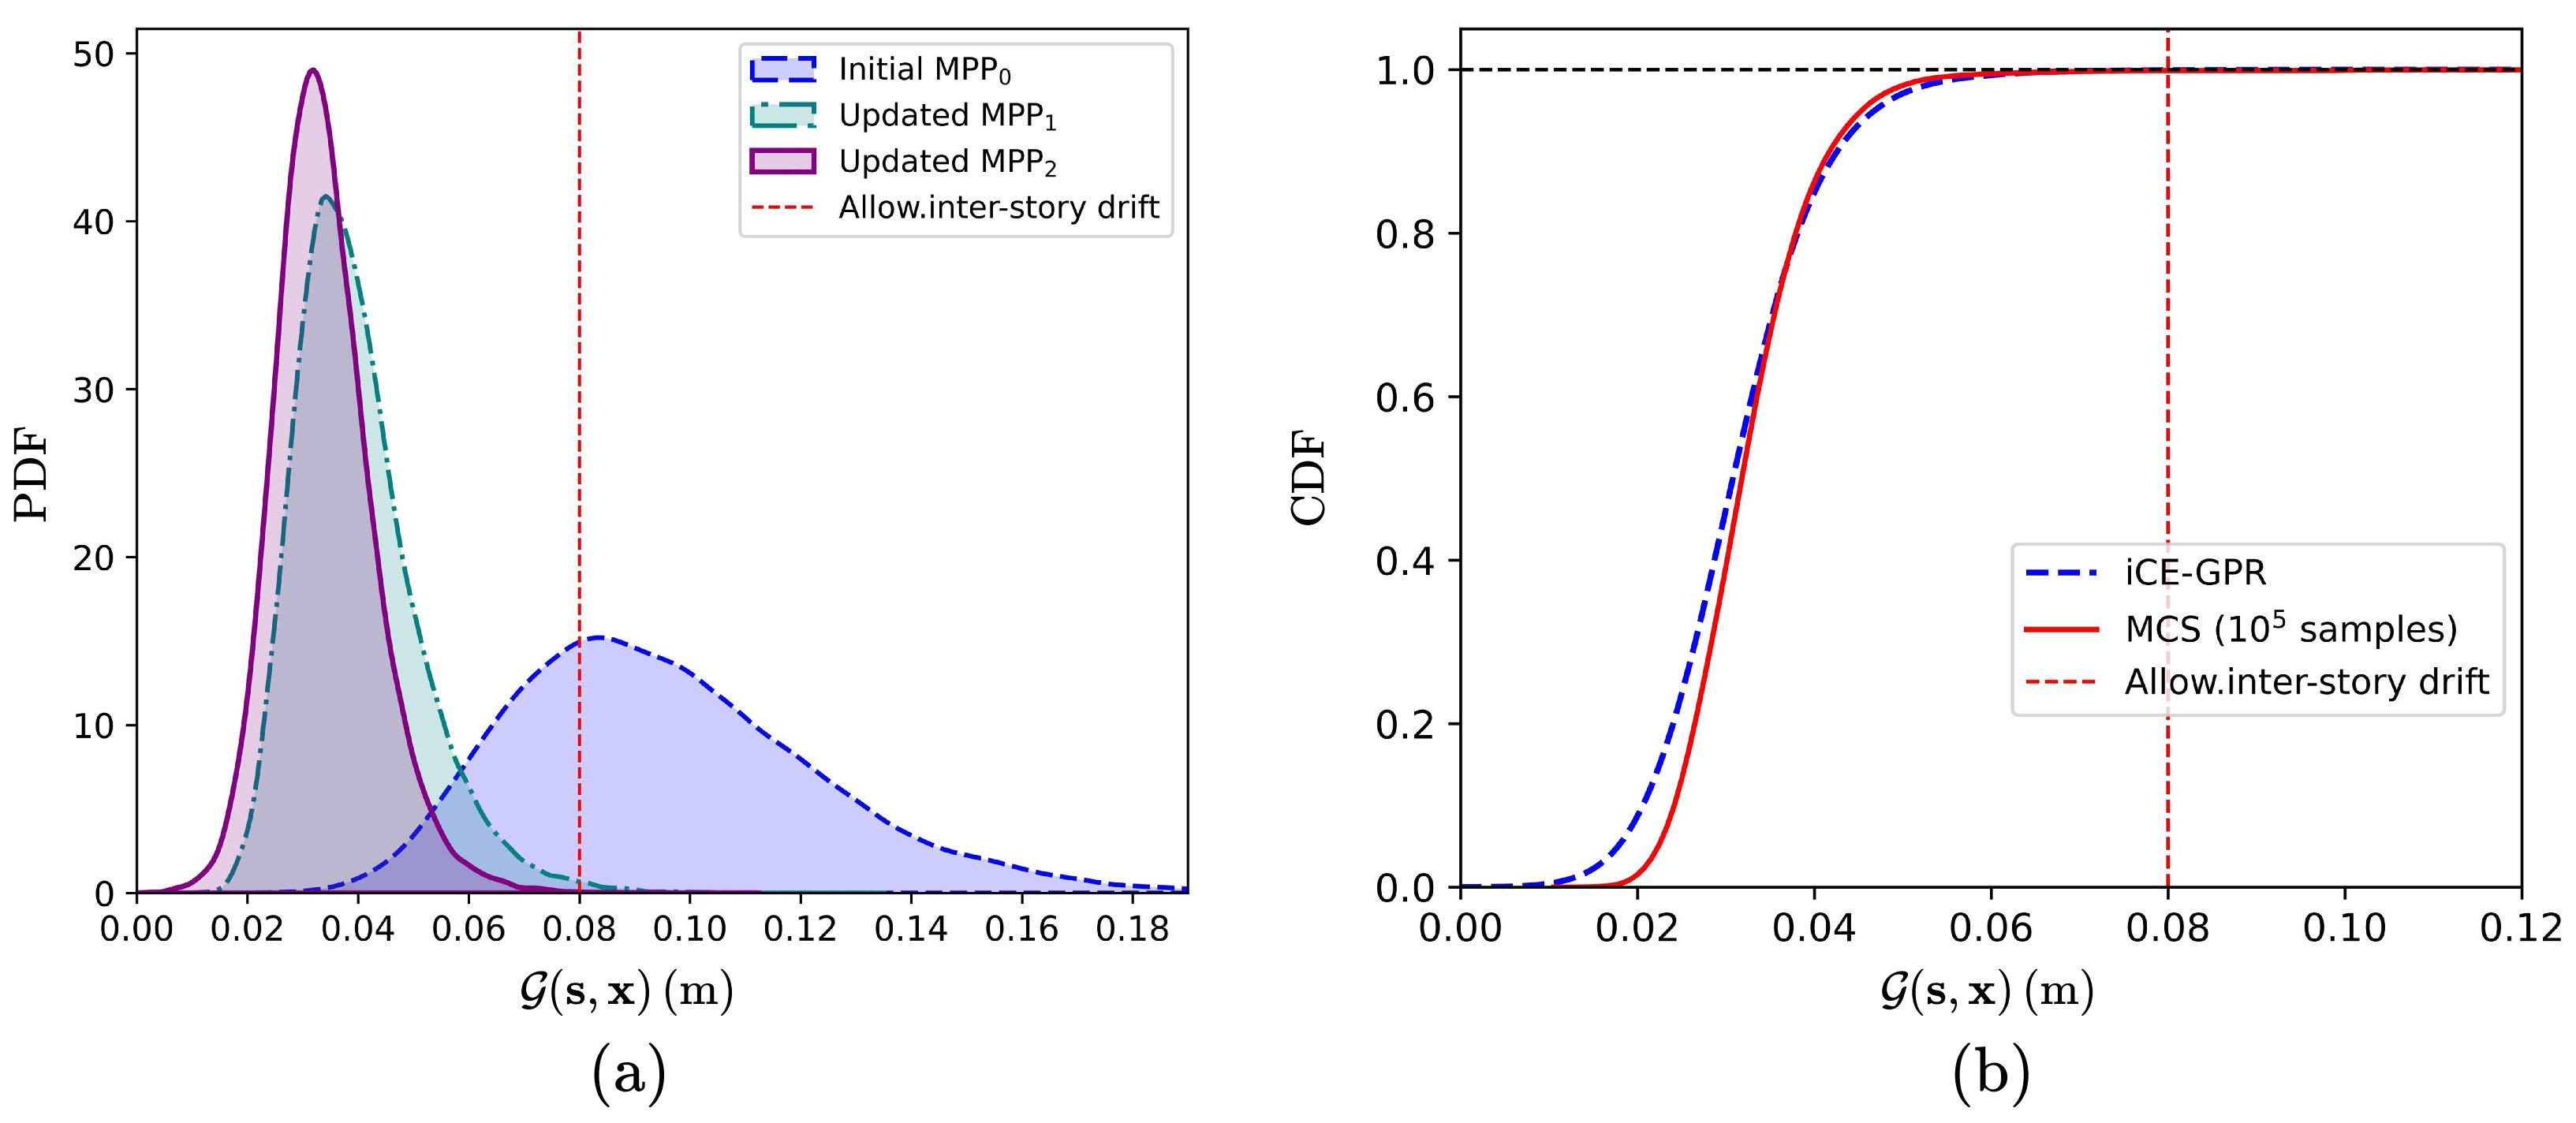 50
40
30
20
10
0
PDF
0.00 0.02 0.04 0.06 0.08 0.10 0.12 0.14 0.16 0.18
𝒢(s, x) (m)
Initial MPP₀
Updated MPP₁
Updated MPP₂
Allow.inter-story drift
(a)
1.0
0.8
0.6
0.4
0.2
0.0
CDF
0.00 0.02 0.04 0.06 0.08 0.10 0.12
𝒢(s, x) (m)
iCE-GPR
MCS (10⁵ samples)
Allow.inter-story drift
(b)